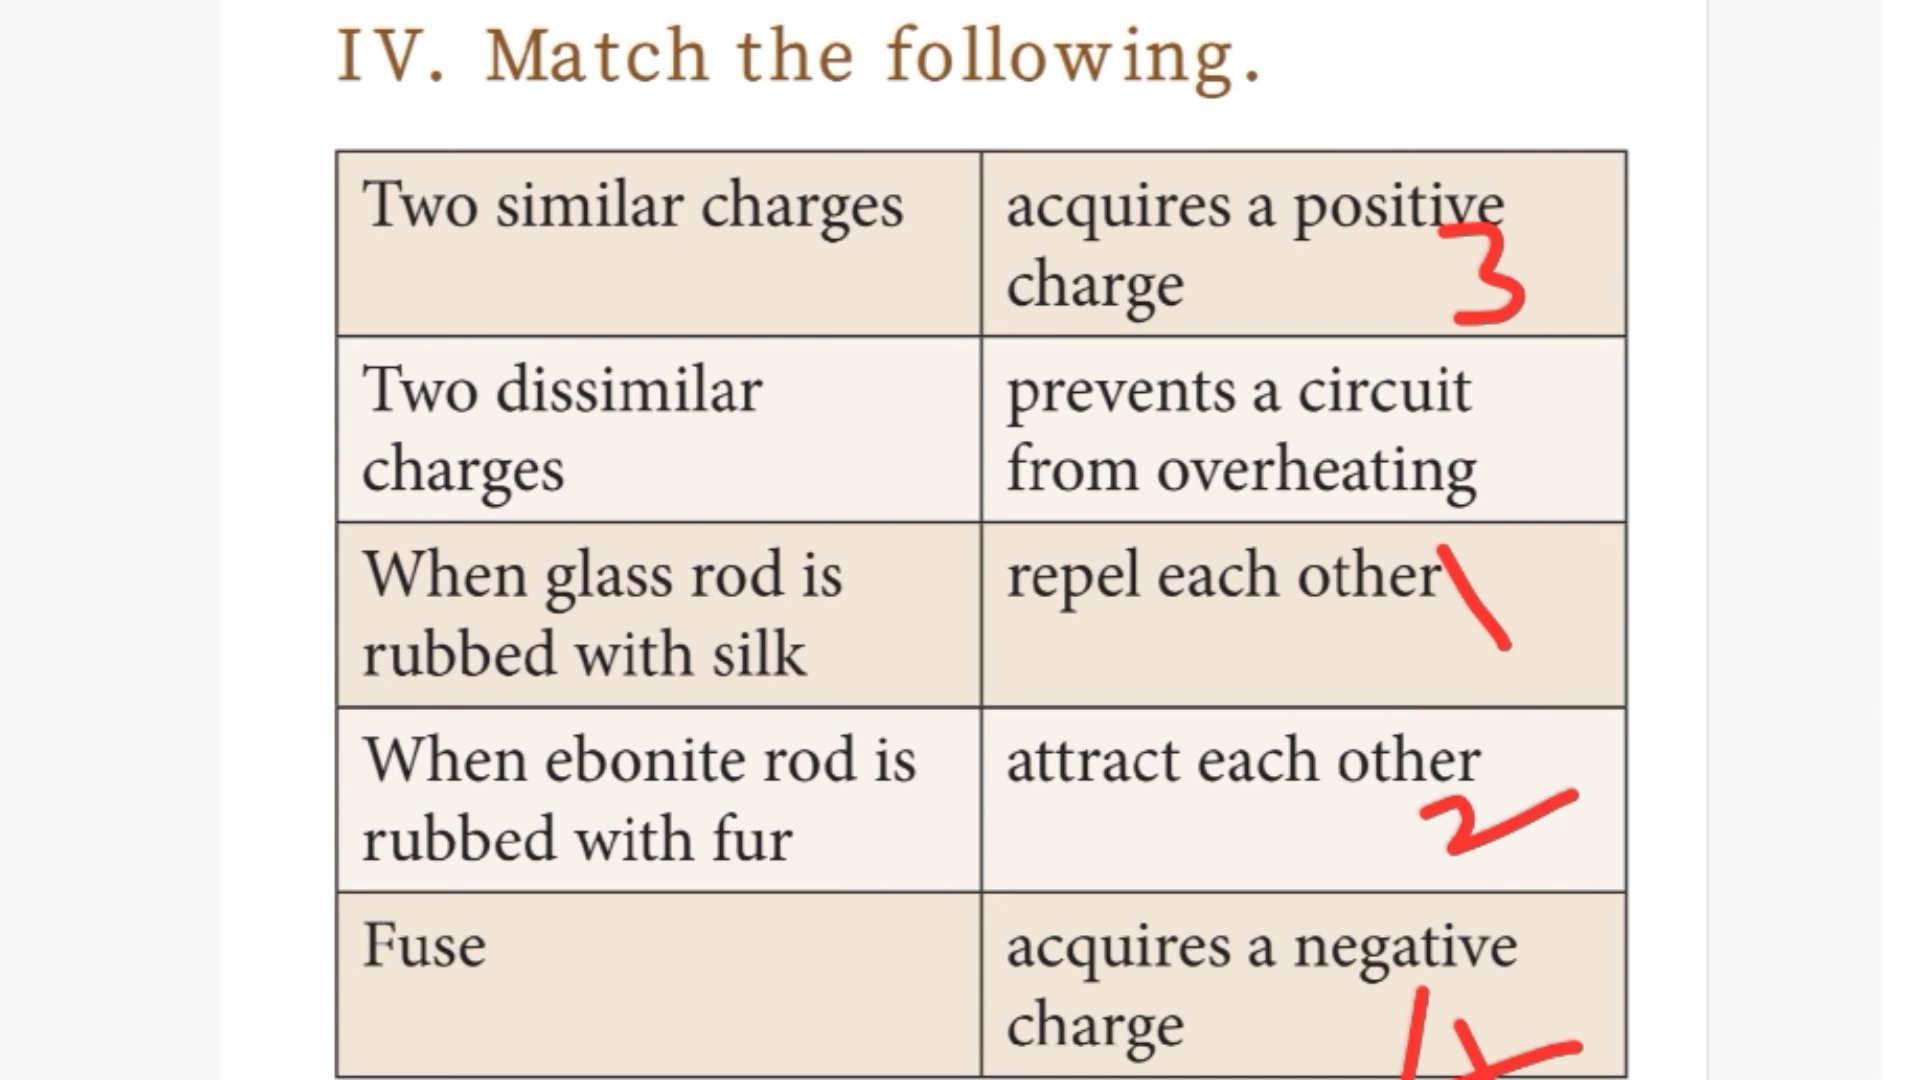 IV. Match the following.
Two similar charges
acquires a positive
charge
3
Two dissimilar
charges
prevents a circuit
from overheating
When glass rod is
rubbed with silk
repel each other
1
When ebonite rod is
rubbed with fur
attract each other
2
Fuse
acquires a negative
charge
4